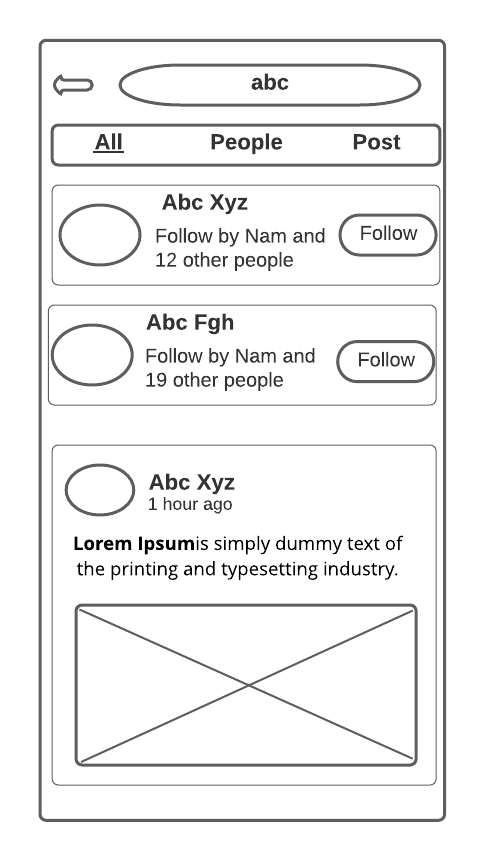 abc
All People Post
Abc Xyz
Follow by Nam and
12 other people
Follow
Abc Fgh
Follow by Nam and
19 other people
Follow
Abc Xyz
1 hour ago
Lorem Ipsumis simply dummy text of
the printing and typesetting industry.